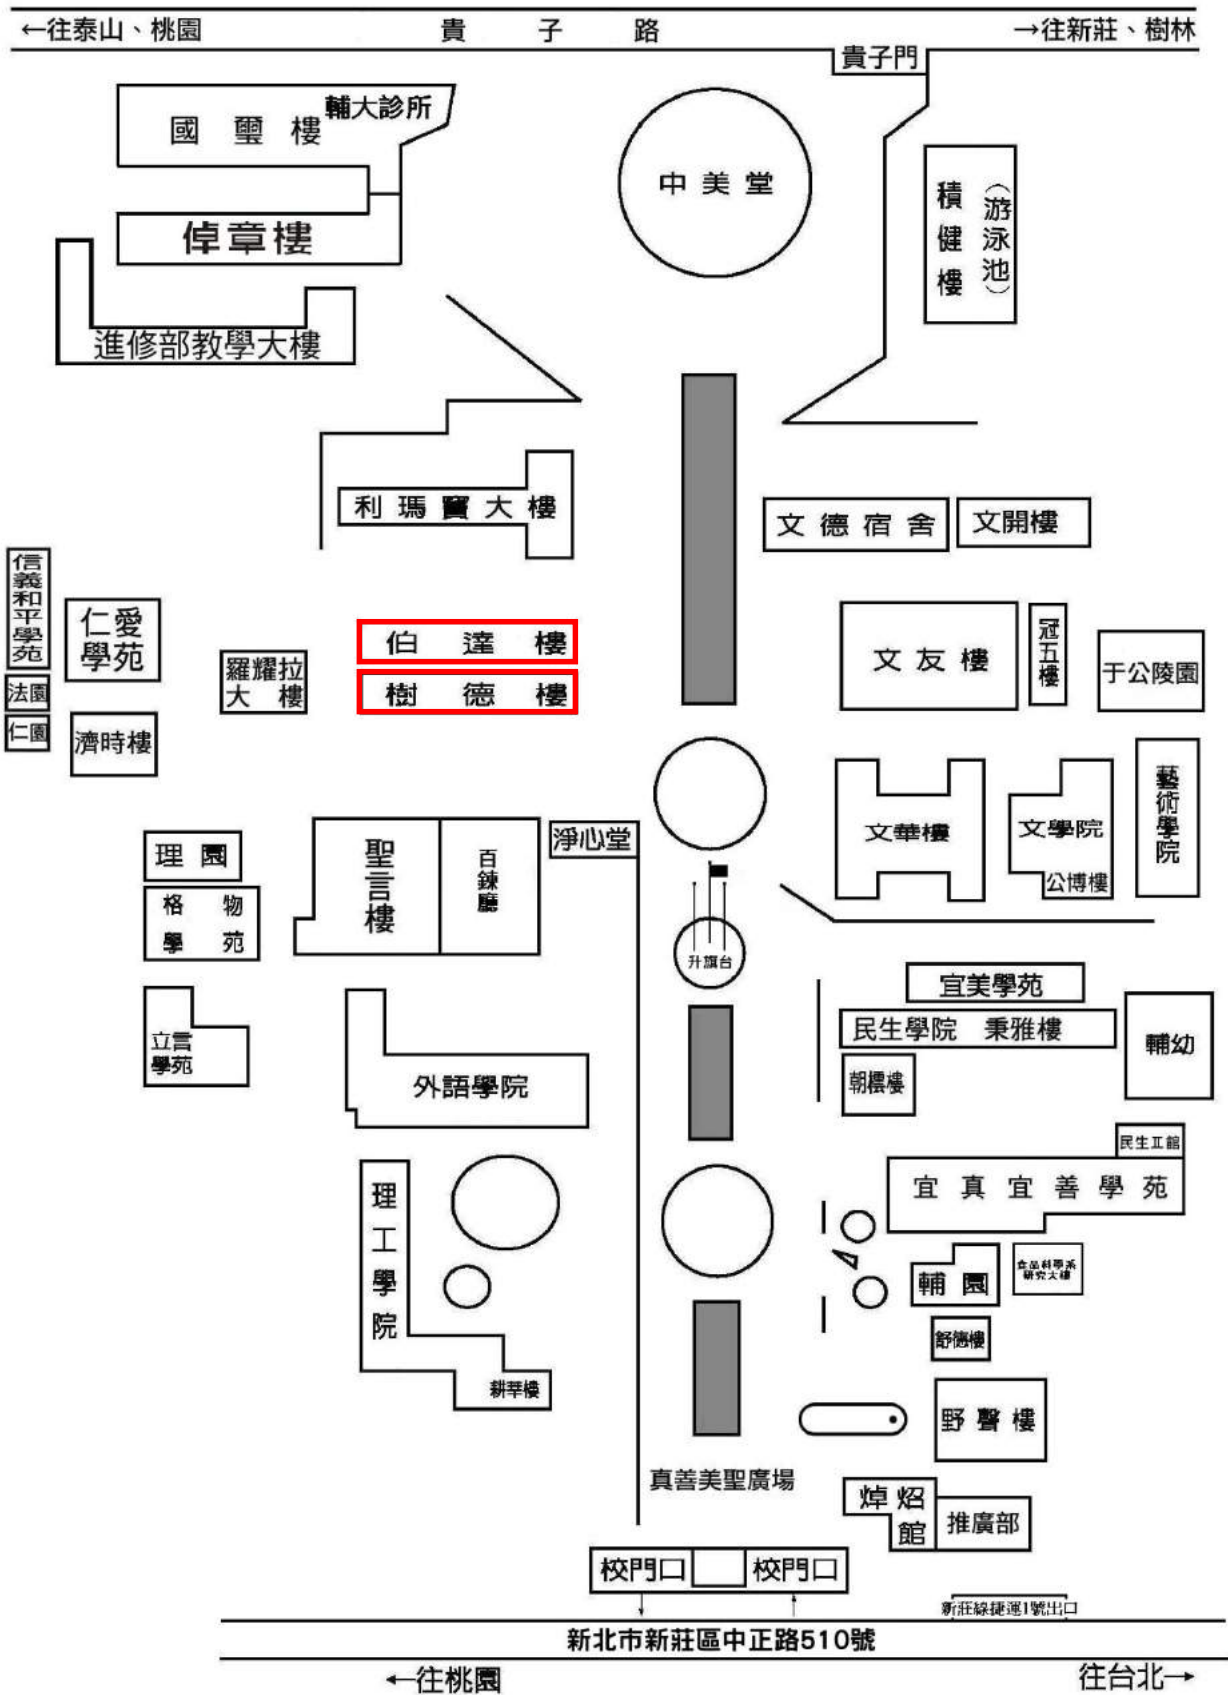 ←往泰山、桃園
貴子路
→往新莊、樹林
貴子門
輔大診所
國璽樓
中美堂
積健樓
（游泳池）
倬章樓
進修部教學大樓
利瑪竇大樓
文德宿舍
文開樓
信義和平學苑
仁愛
學苑
伯達樓
樹德樓
羅耀拉
大樓
法園
仁園
濟時樓
文友樓
冠五樓
于公陵園
文華樓
文學院
公博樓
藝術學院
理園
格物
學苑
聖言樓
百鍊廳
淨心堂
升旗台
立言
學苑
外語學院
宜美學苑
民生學院 秉雅樓
朝橒樓
輔幼
民生工館
宜真宜善學苑
理工學院
耕莘樓
輔園
食品科學系
研究大樓
舒德樓
野聲樓
真善美聖廣場
焯炤
館
推廣部
校門口
校門口
新莊線捷運1號出口
新北市新莊區中正路510號
←往桃園
往台北→